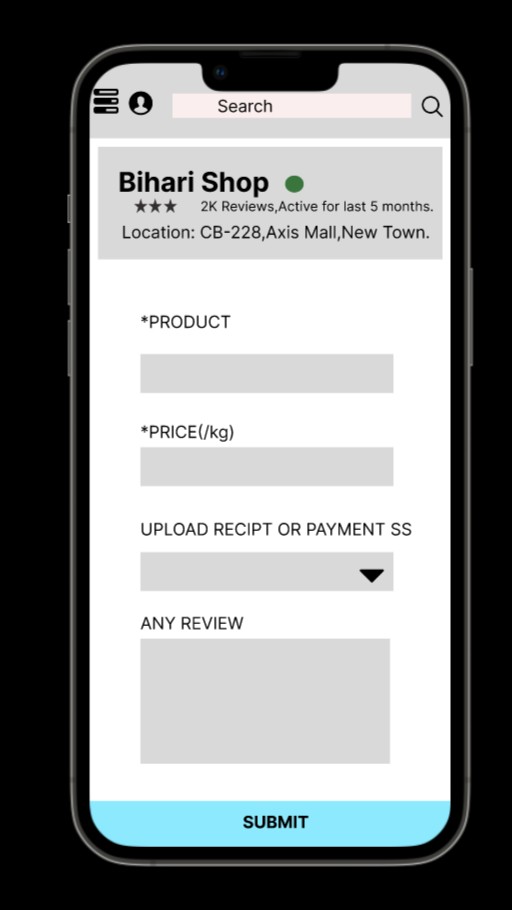 Search
Bihari Shop
2K Reviews,Active for last 5 months.
Location: CB-228,Axis Mall,New Town.
*PRODUCT
*PRICE(/kg)
UPLOAD RECIPT OR PAYMENT SS
ANY REVIEW
SUBMIT